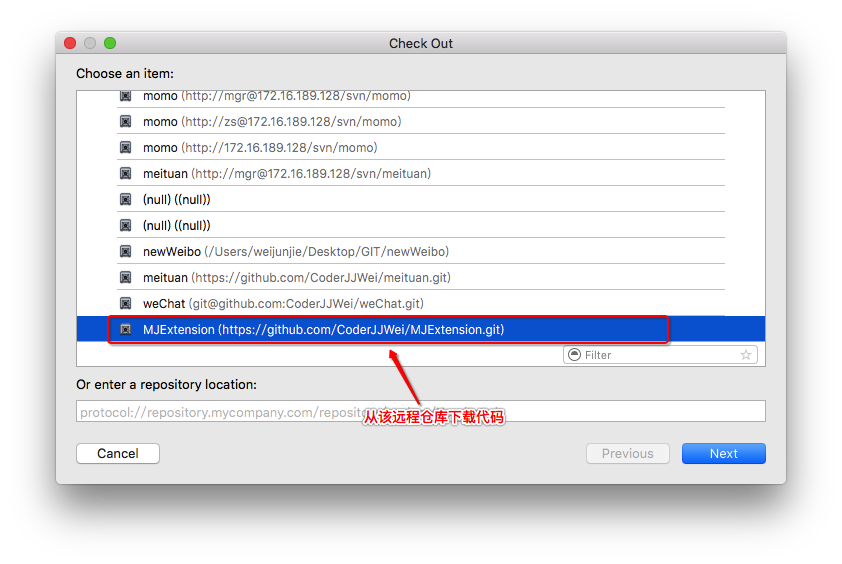 Check Out
Choose an item:
momo (http://mgr@172.16.189.128/svn/momo)
momo (http://zs@172.16.189.128/svn/momo)
momo (http://172.16.189.128/svn/momo)
meituan (http://mgr@172.16.189.128/svn/meituan)
(null) ((null))
(null) ((null))
newWeibo (/Users/weijunjie/Desktop/GIT/newWeibo)
meituan (https://github.com/CoderJJWei/meituan.git)
weChat (git@github.com:CoderJJWei/weChat.git)
MJExtension (https://github.com/CoderJJWei/MJExtension.git)
Filter
Or enter a repository location:
protocol://repository.mycompany.com/reposit
从该远程仓库下载代码
Cancel
Previous
Next